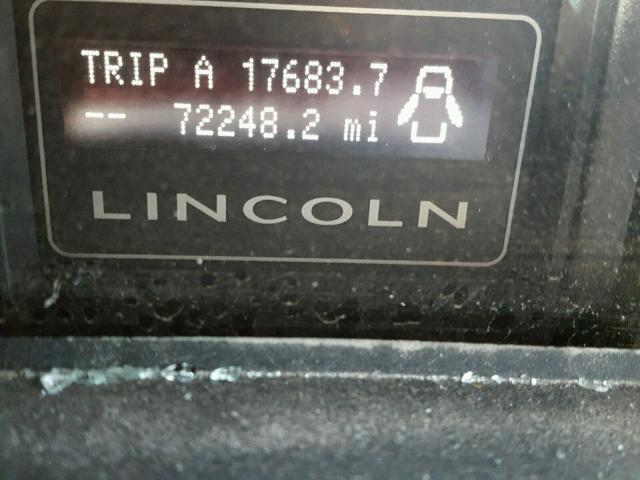 TRIP A 17683.7
-- 72248.2 mi
LINCOLN